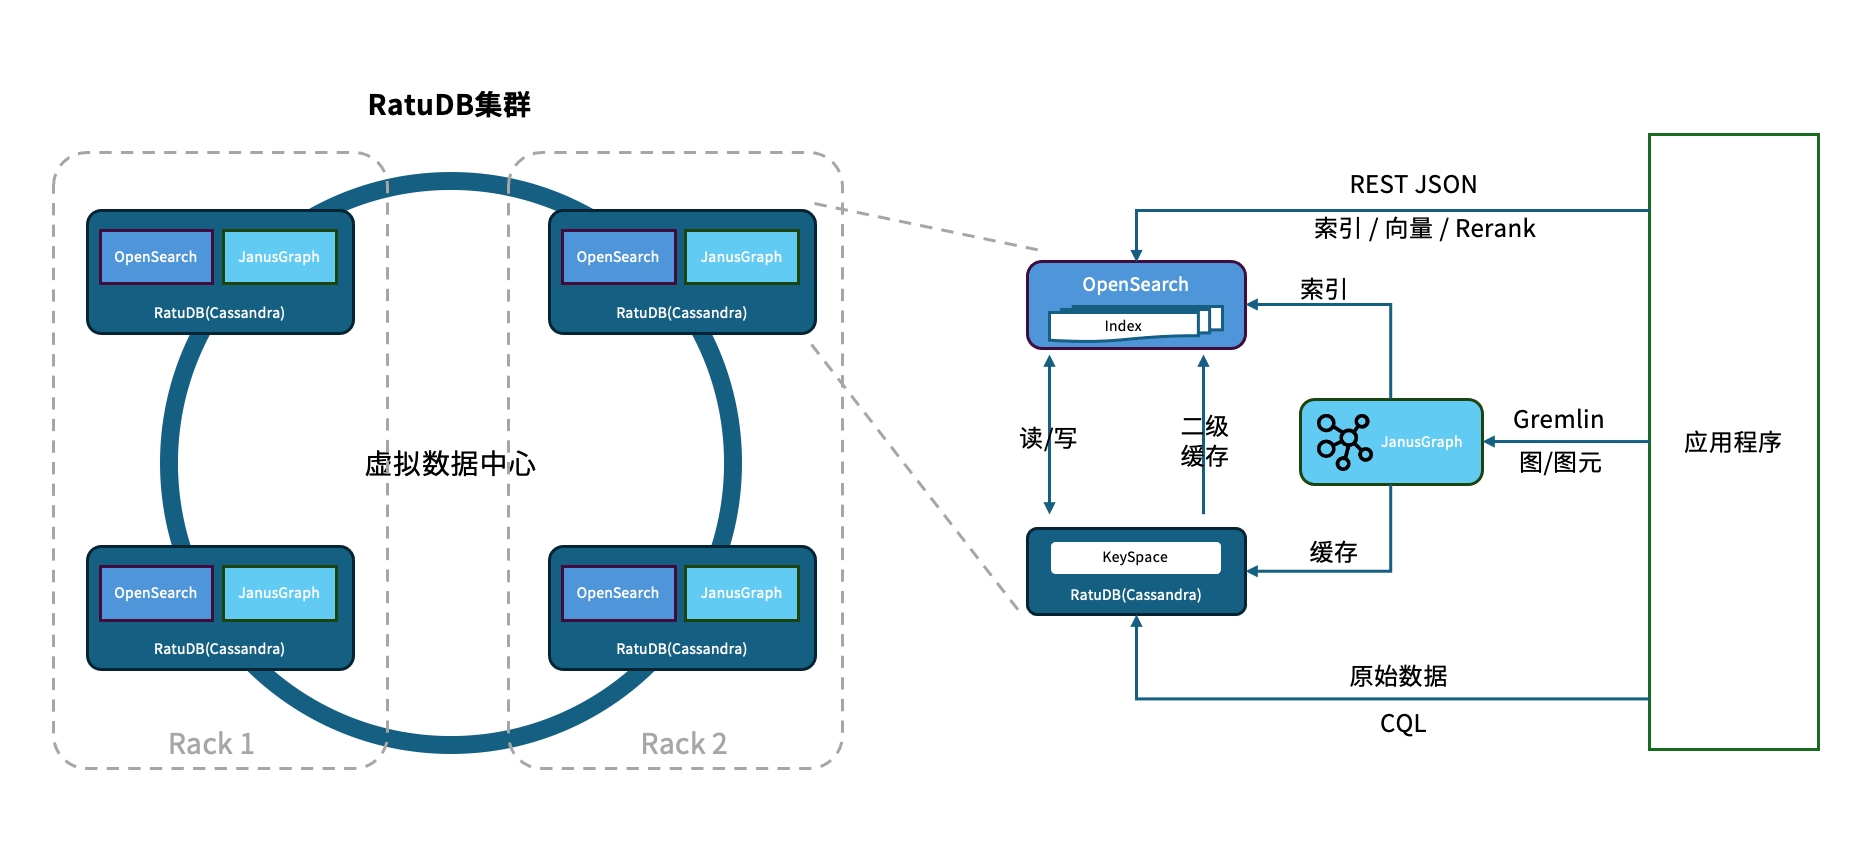 RatuDB集群
OpenSearch
JanusGraph
RatuDB(Cassandra)
OpenSearch
JanusGraph
RatuDB(Cassandra)
虚拟数据中心
OpenSearch
JanusGraph
RatuDB(Cassandra)
OpenSearch
JanusGraph
RatuDB(Cassandra)
Rack 1
Rack 2
REST JSON
索引 / 向量 / Rerank
OpenSearch
Index
索引
读/写
二级
缓存
JanusGraph
Gremlin
图/图元
应用程序
缓存
KeySpace
RatuDB(Cassandra)
原始数据
CQL